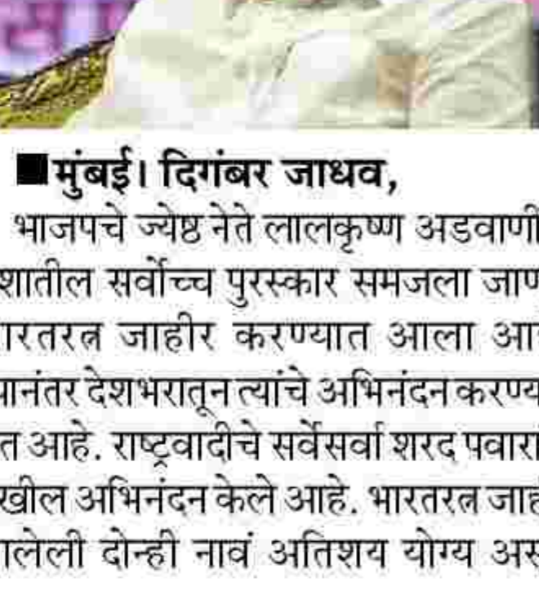 मुंबई। दिगंबर जाधव,
भाजपचे ज्येष्ठ नेते लालकृष्ण अडवाणी
शातील सर्वोच्च पुरस्कार समजला जाण
ारतरत्न जाहीर करण्यात आला आ
यानंतर देशभरातून त्यांचे अभिनंदन करण्य
त आहे. राष्ट्रवादीचे सर्वेसर्वा शरद पवारा
खील अभिनंदन केले आहे. भारतरत्न जाह
ालेली दोन्ही नावं अतिशय योग्य अस